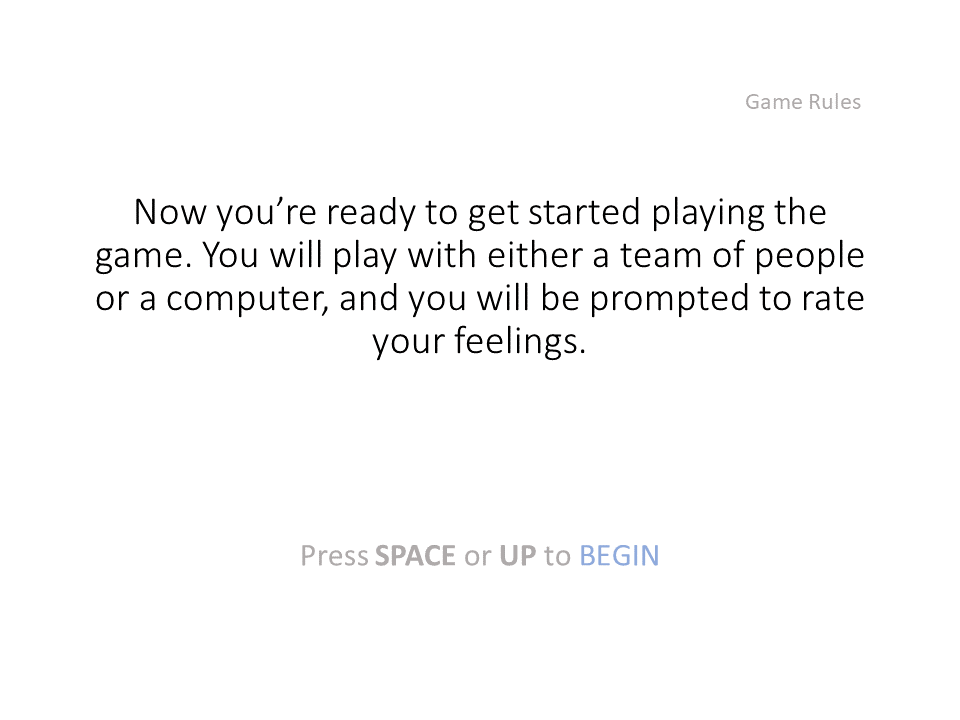 Game Rules
Now you’re ready to get started playing the
game. You will play with either a team of people
or a computer, and you will be prompted to rate
your feelings.
Press SPACE or UP to BEGIN